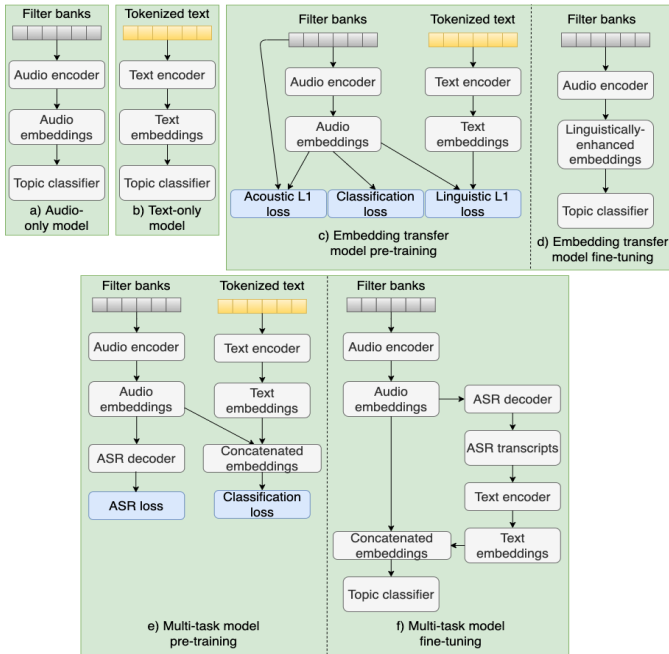 Filter banks
Audio encoder
Audio
embeddings
Topic classifier
a) Audio-
only model
Tokenized text
Text encoder
Text
embeddings
Topic classifier
b) Text-only
model
Filter banks
Tokenized text
Audio encoder
Text encoder
Audio
embeddings
Text
embeddings
Acoustic L1
loss
Classification
loss
Linguistic L1
loss
c) Embedding transfer
model pre-training
Filter banks
Audio encoder
Linguistically-
enhanced
embeddings
Topic classifier
d) Embedding transfer
model fine-tuning
Filter banks
Tokenized text
Audio encoder
Text encoder
Audio
embeddings
Text
embeddings
ASR decoder
Concatenated
embeddings
ASR loss
Classification
loss
e) Multi-task model
pre-training
Filter banks
Audio encoder
Audio
embeddings
ASR decoder
ASR transcripts
Text encoder
Text
embeddings
Concatenated
embeddings
Topic classifier
f) Multi-task model
fine-tuning